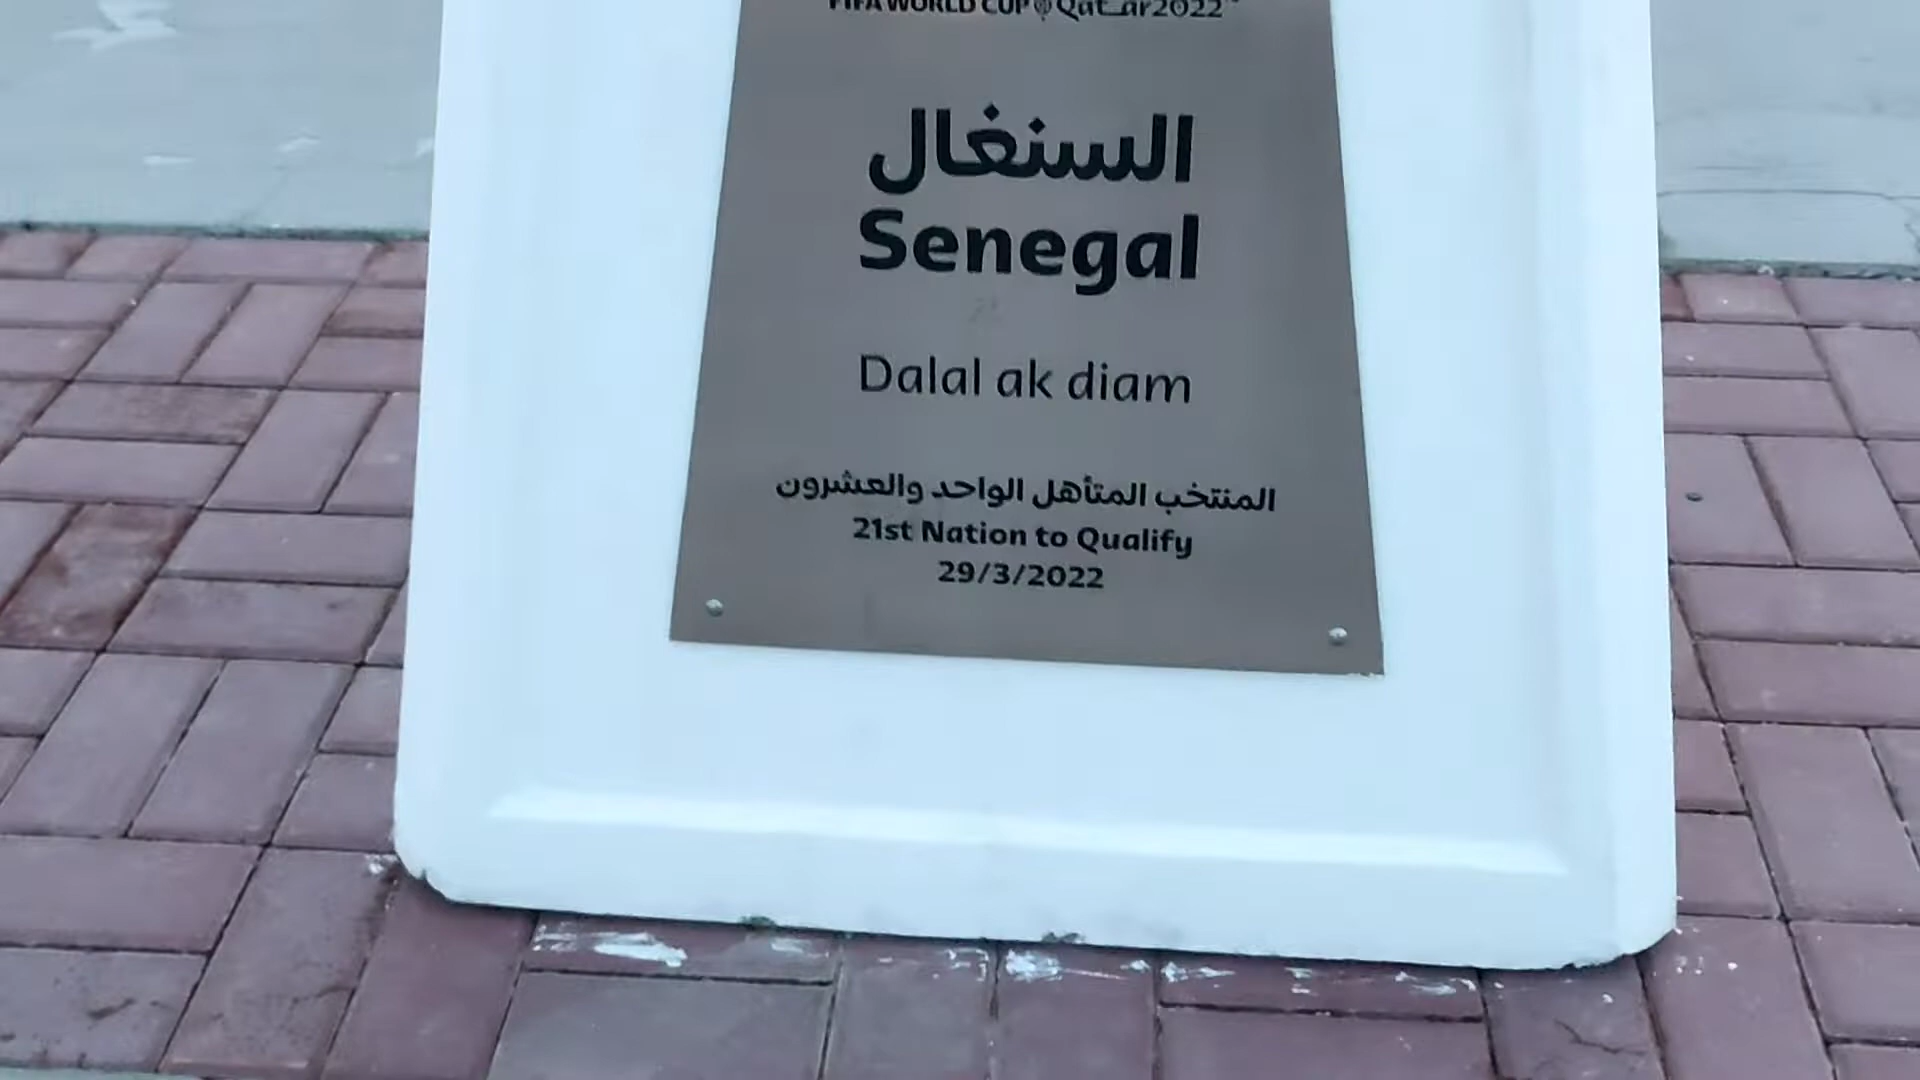 FIFA WORLD CUP Qatar2022
السنغال
Senegal
Dalal ak diam
المنتخب المتأهل الواحد والعشرون
21st Nation to Qualify
29/3/2022